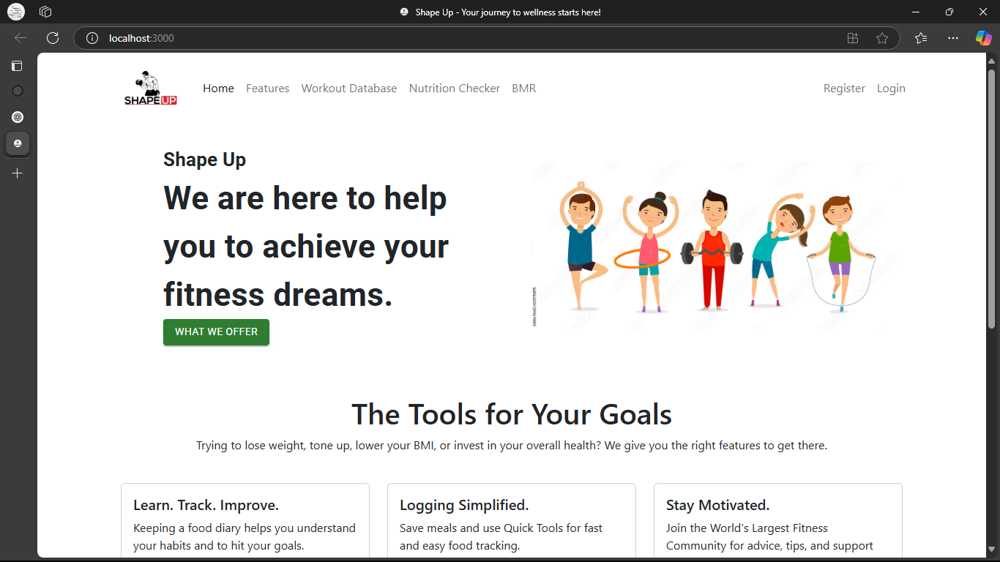 Shape Up - Your journey to wellness starts here!
localhost:3000
SHAPEUP
Home Features Workout Database Nutrition Checker BMR Register Login
Shape Up
We are here to help
you to achieve your
fitness dreams.
WHAT WE OFFER
The Tools for Your Goals
Trying to lose weight, tone up, lower your BMI, or invest in your overall health? We give you the right features to get there.
Learn. Track. Improve.
Keeping a food diary helps you understand
your habits and to hit your goals.
Logging Simplified.
Save meals and use Quick Tools for fast
and easy food tracking.
Stay Motivated.
Join the World's Largest Fitness
Community for advice, tips, and support